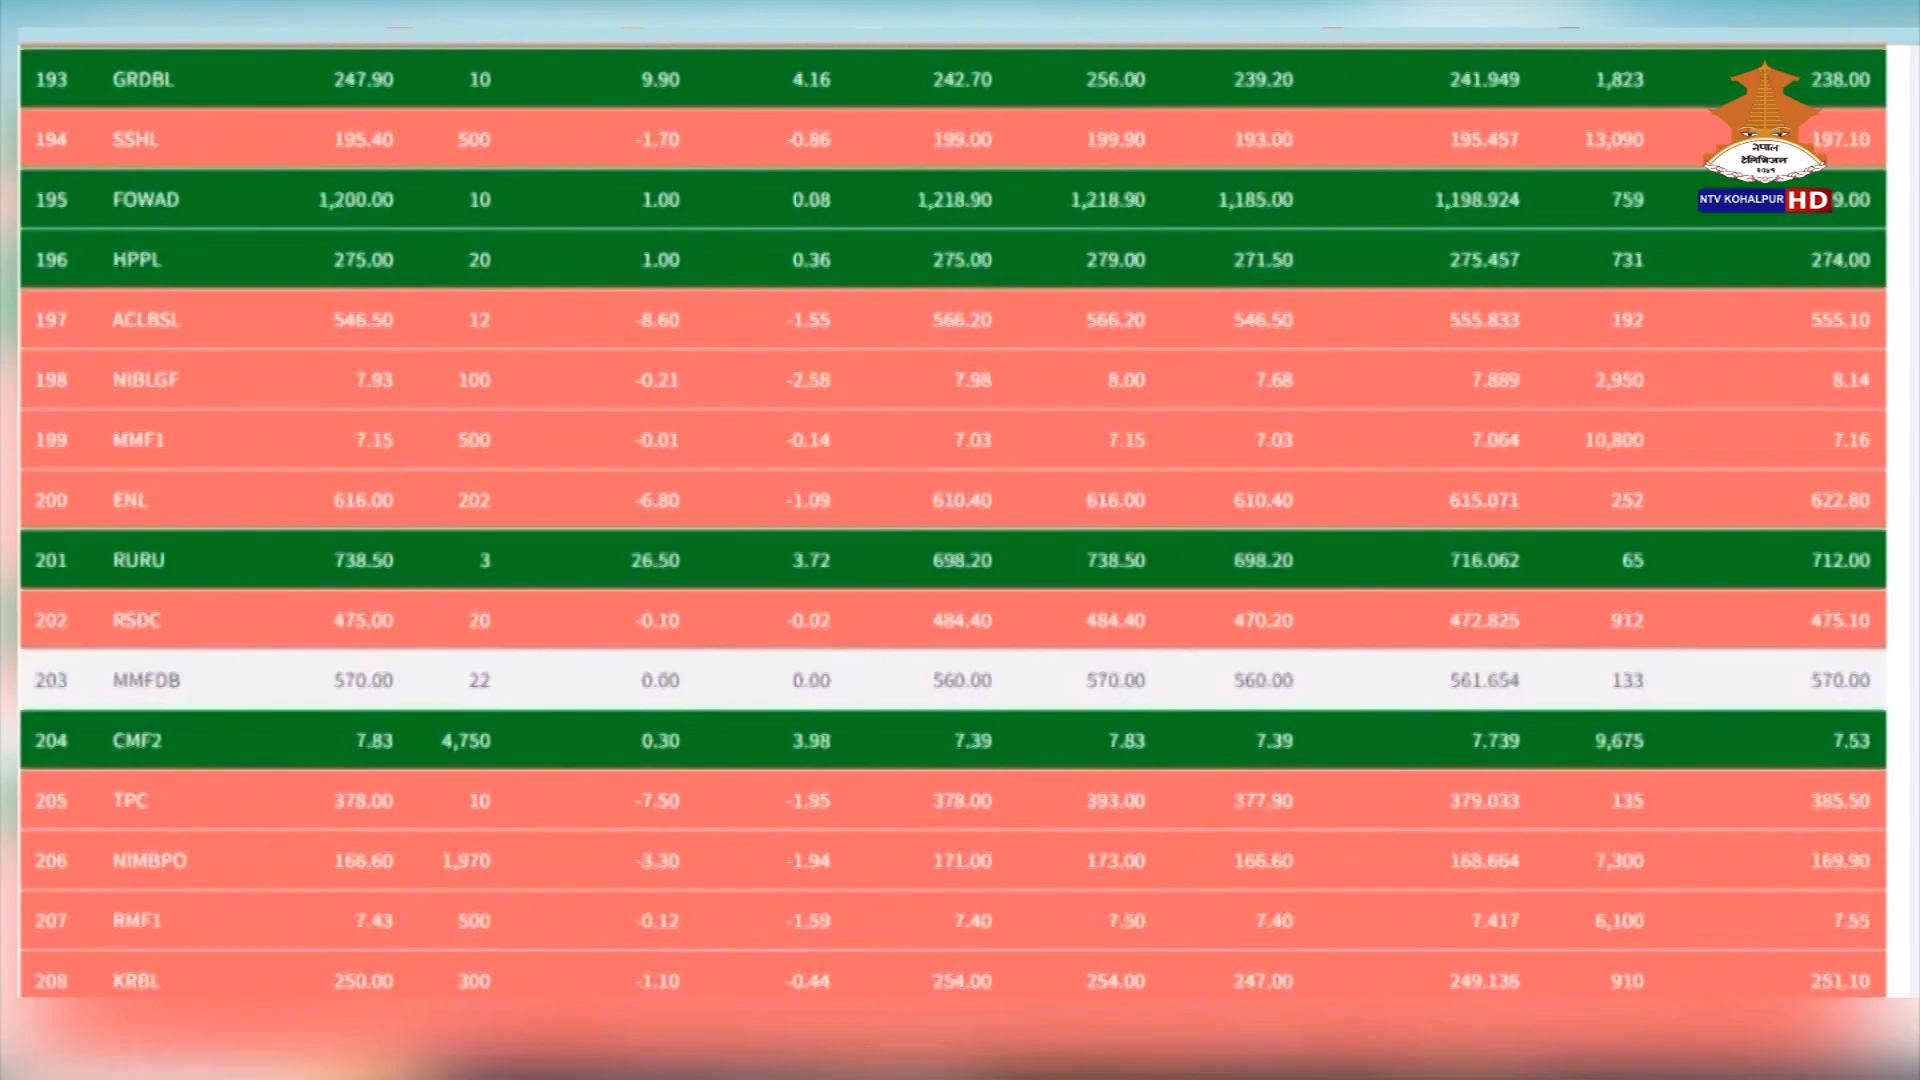 193 GRDBL 247.90 10 9.90 4.16 242.70 256.00 239.20 241.949 1,823 238.00
194 SSHL 195.40 500 -1.70 -0.86 199.00 199.90 193.00 195.457 13,090 197.10
195 FOWAD 1,200.00 10 1.00 0.08 1,218.90 1,218.90 1,185.00 1,198.924 759 9.00
196 HPPL 275.00 20 1.00 0.36 275.00 279.00 271.50 275.457 731 274.00
197 ACLBSL 546.50 12 -8.60 -1.55 566.20 566.20 546.50 555.833 192 555.10
198 NIBLGF 7.93 100 -0.21 -2.58 7.98 8.00 7.68 7.889 2,950 8.14
199 MMF1 7.15 500 -0.01 -0.14 7.03 7.15 7.03 7.064 10,800 7.16
200 ENL 616.00 202 -6.80 -1.09 610.40 616.00 610.40 615.071 252 622.80
201 RURU 738.50 3 26.50 3.72 698.20 738.50 698.20 716.062 65 712.00
202 RSDC 475.00 20 -0.10 -0.02 484.40 484.40 470.20 472.825 912 475.10
203 MMFDB 570.00 22 0.00 0.00 560.00 570.00 560.00 561.654 133 570.00
204 CMF2 7.83 4,750 0.30 3.98 7.39 7.83 7.39 7.739 9,675 7.53
205 TPC 378.00 10 -7.50 -1.95 378.00 393.00 377.90 379.033 135 385.50
206 NIMBPO 166.60 1,970 -3.30 -1.94 171.00 173.00 166.60 168.664 7,300 169.90
207 RMF1 7.43 500 -0.12 -1.59 7.40 7.50 7.40 7.417 6,100 7.55
208 KRBL 250.00 300 -1.10 -0.44 254.00 254.00 247.00 249.136 910 251.10
नेपाल
टेलिभिजन
२०४१
NTV KOHALPUR HD